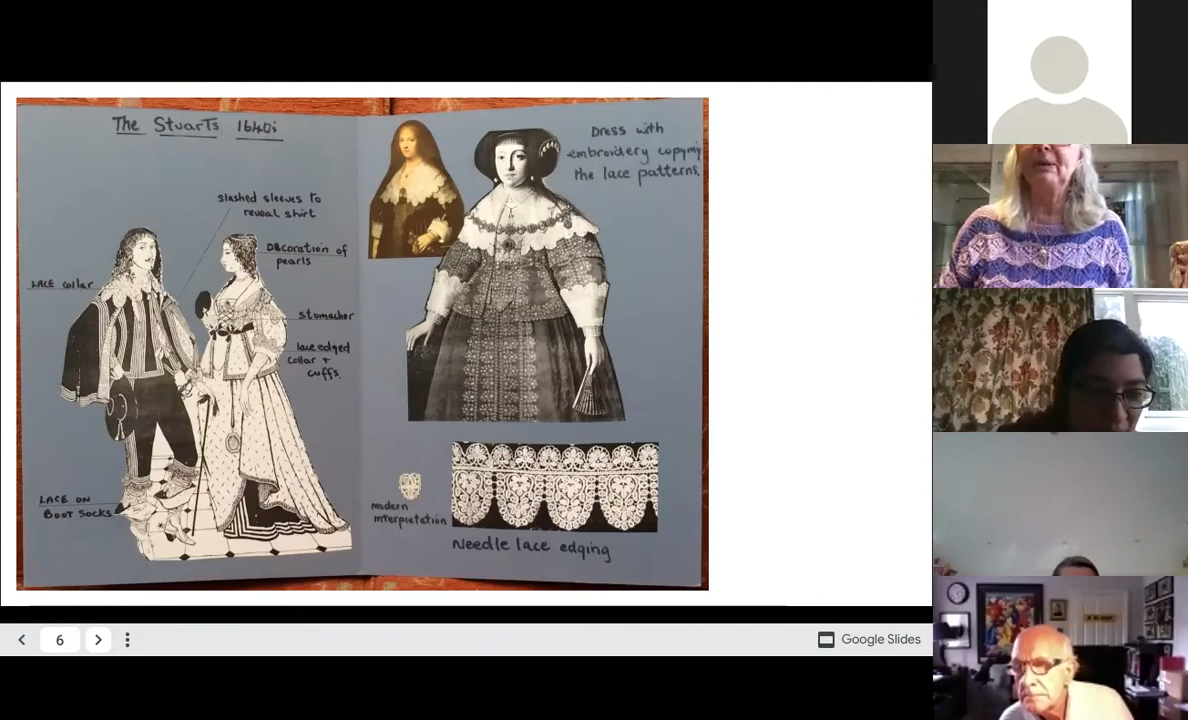 The Stuarts 1640s
slashed sleeves to
reveal shirt
Decoration of
pearls
LACE collar
stomacher
lace edged
collar +
cuffs.
LACE ON
BOOT SOCKS
Dress with
embroidery copying
the lace patterns.
modern
interpretation
Needle lace edging
6
Google Slides